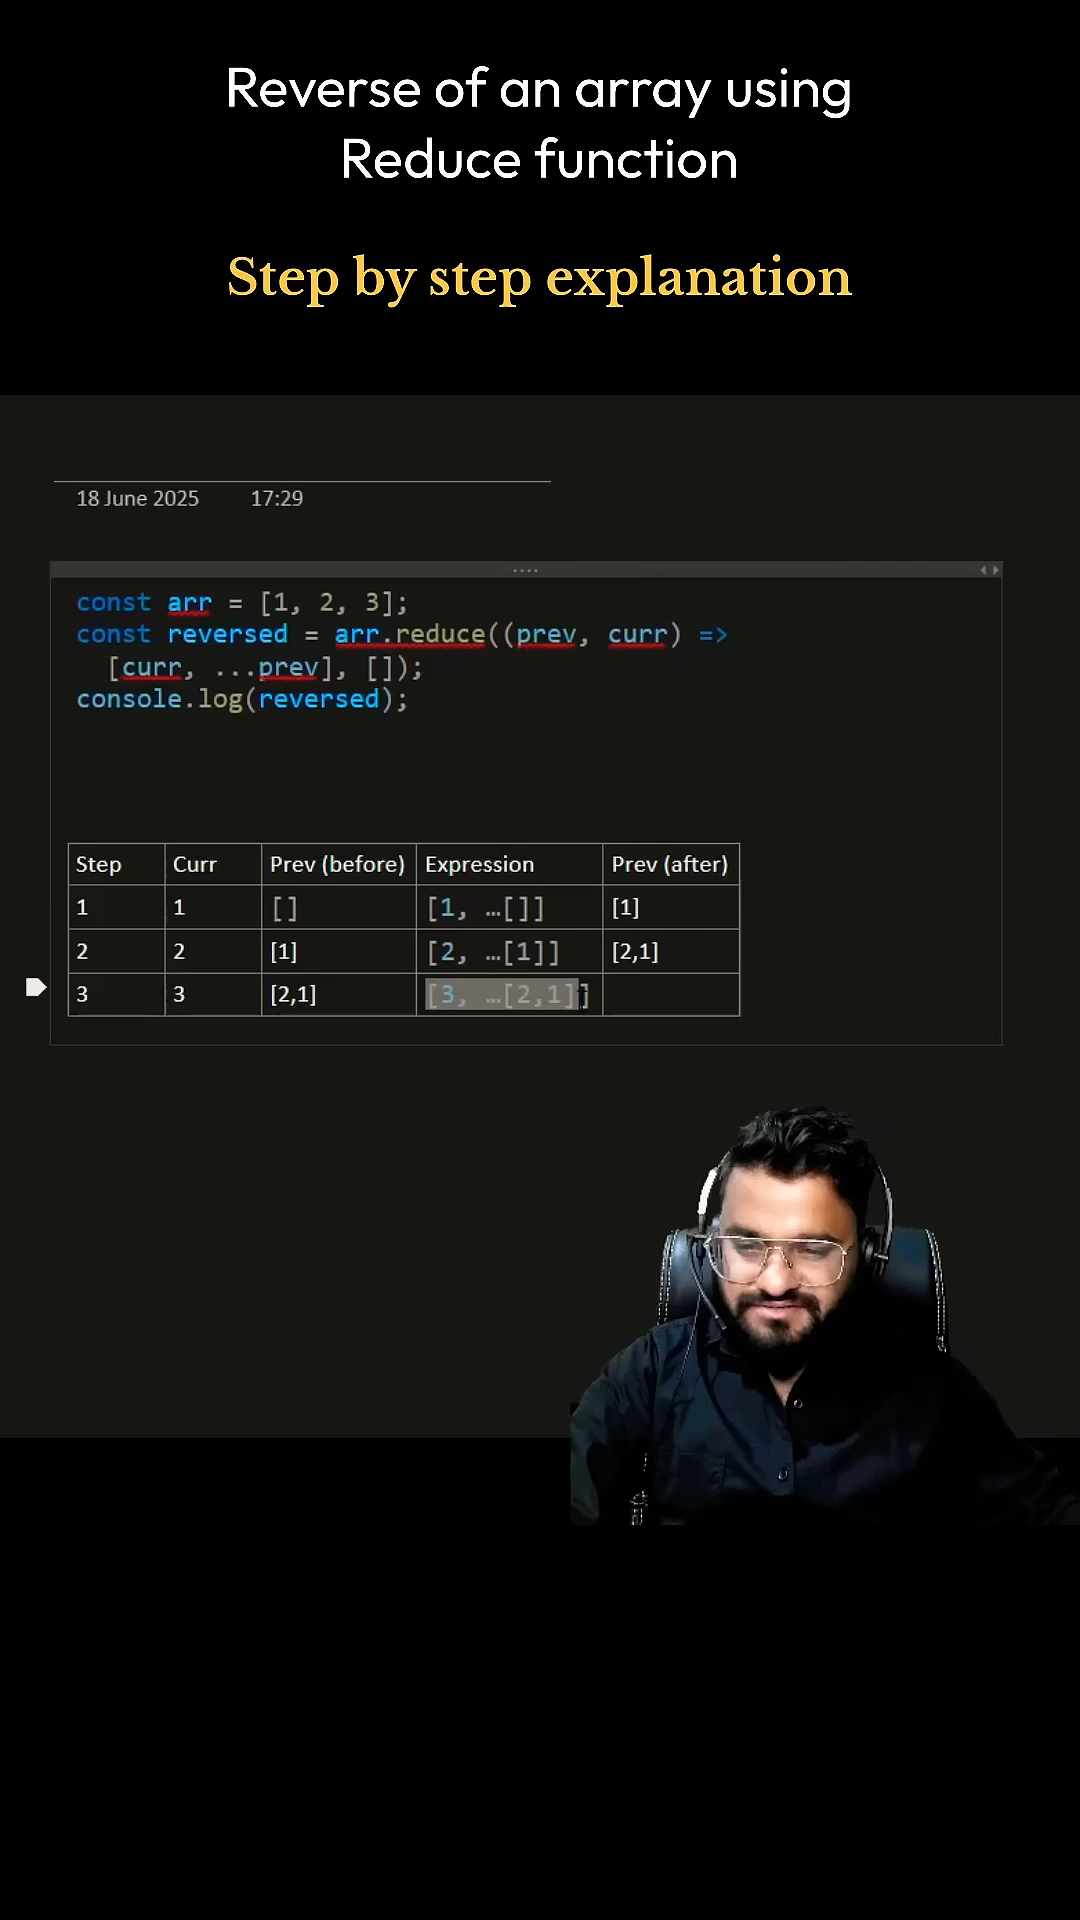 Reverse of an array using
Reduce function
Step by step explanation
18 June 2025 17:29
const arr = [1, 2, 3];
const reversed = arr.reduce((prev, curr) =>
[curr, ...prev], []);
console.log(reversed);
Step Curr Prev (before) Expression Prev (after)
1 1 [] [1, …[]] [1]
2 2 [1] [2, …[1]] [2,1]
3 3 [2,1] [3, …[2,1]]